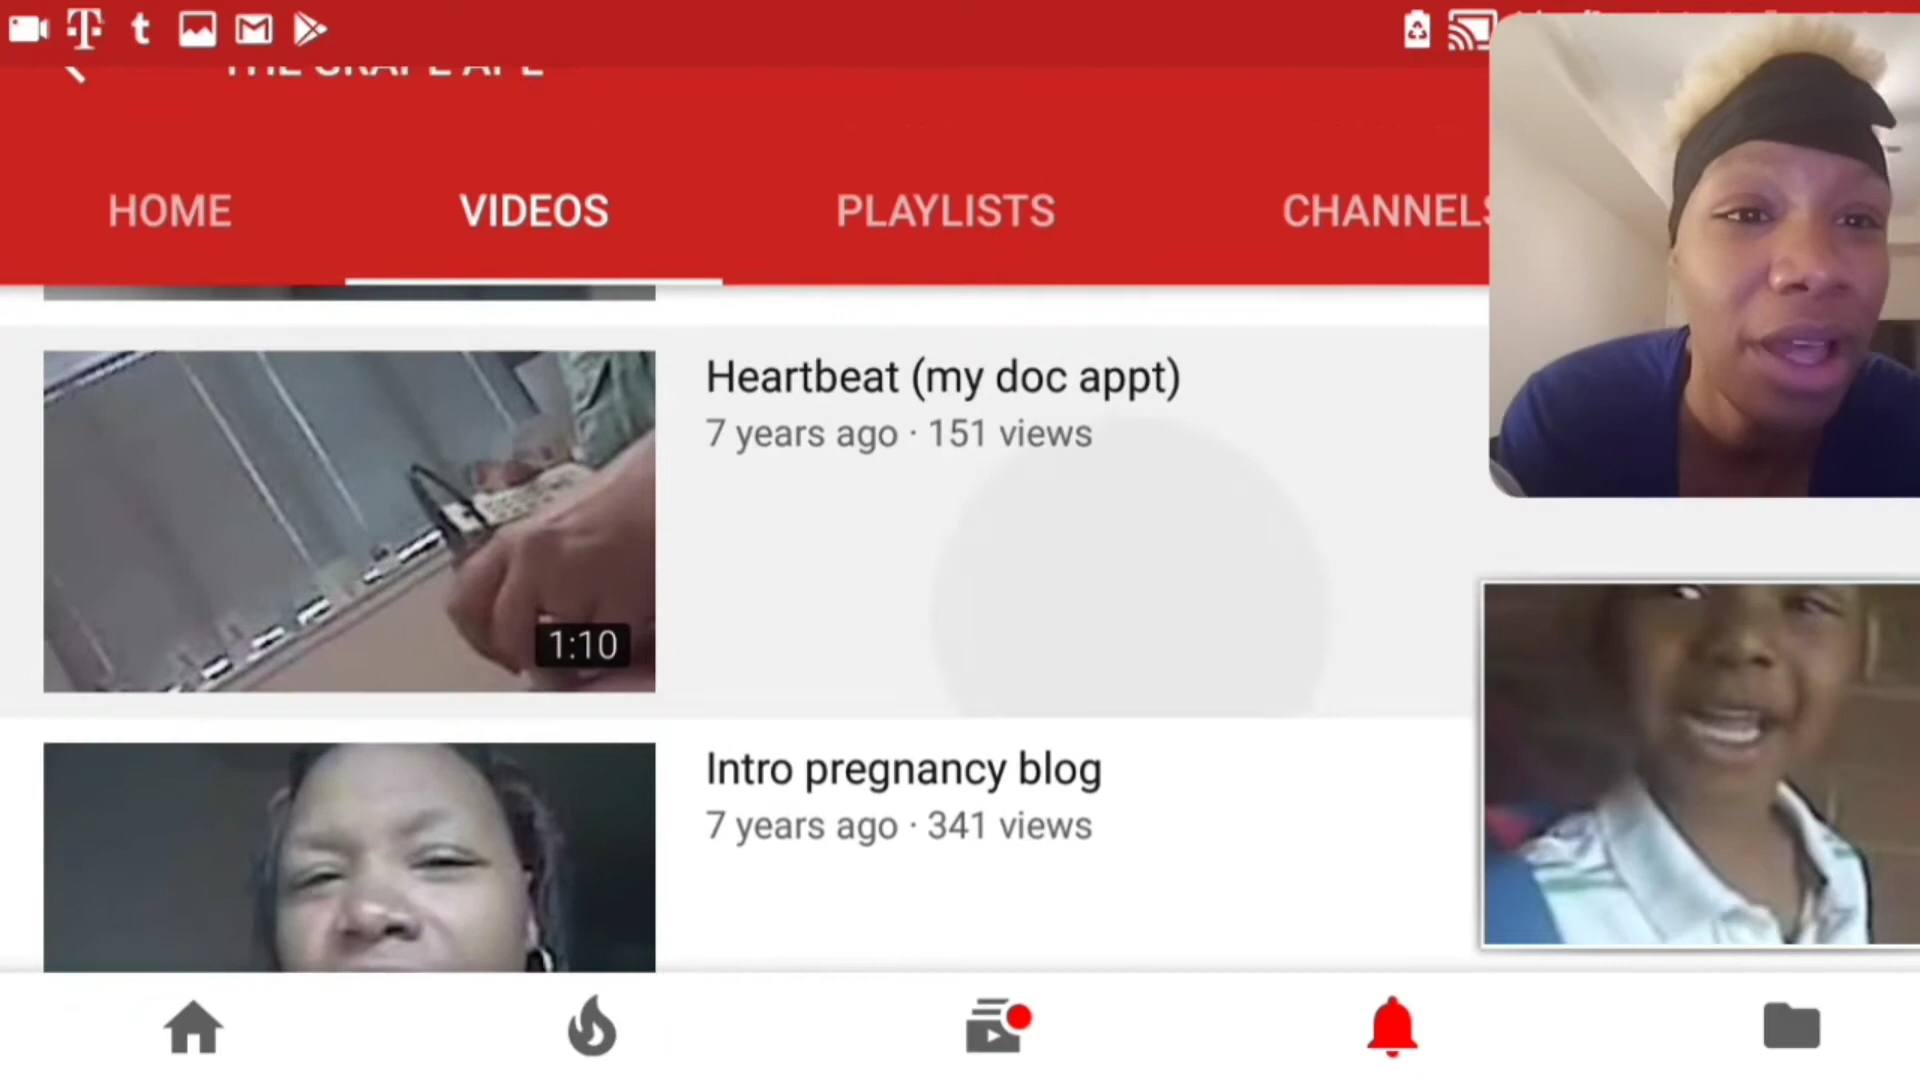 HOME VIDEOS PLAYLISTS CHANNELS
Heartbeat (my doc appt)
7 years ago · 151 views
1:10
Intro pregnancy blog
7 years ago · 341 views